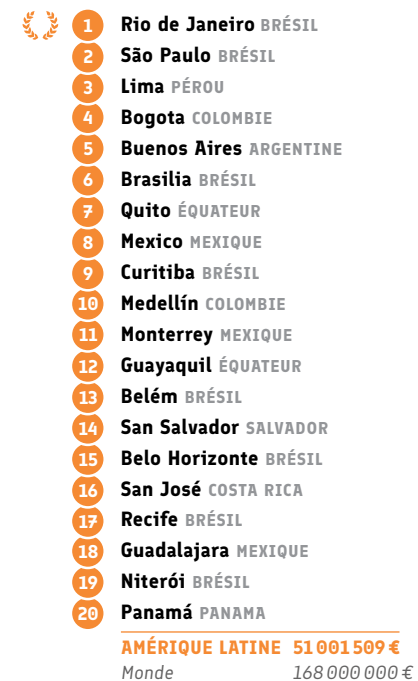 1 Rio de Janeiro BRÉSIL
2 São Paulo BRÉSIL
3 Lima PÉROU
4 Bogota COLOMBIE
5 Buenos Aires ARGENTINE
6 Brasilia BRÉSIL
7 Quito ÉQUATEUR
8 Mexico MEXIQUE
9 Curitiba BRÉSIL
10 Medellín COLOMBIE
11 Monterrey MEXIQUE
12 Guayaquil ÉQUATEUR
13 Belém BRÉSIL
14 San Salvador SALVADOR
15 Belo Horizonte BRÉSIL
16 San José COSTA RICA
17 Recife BRÉSIL
18 Guadalajara MEXIQUE
19 Niterói BRÉSIL
20 Panamá PANAMA
AMÉRIQUE LATINE 51 001 509 €
Monde 168 000 000 €